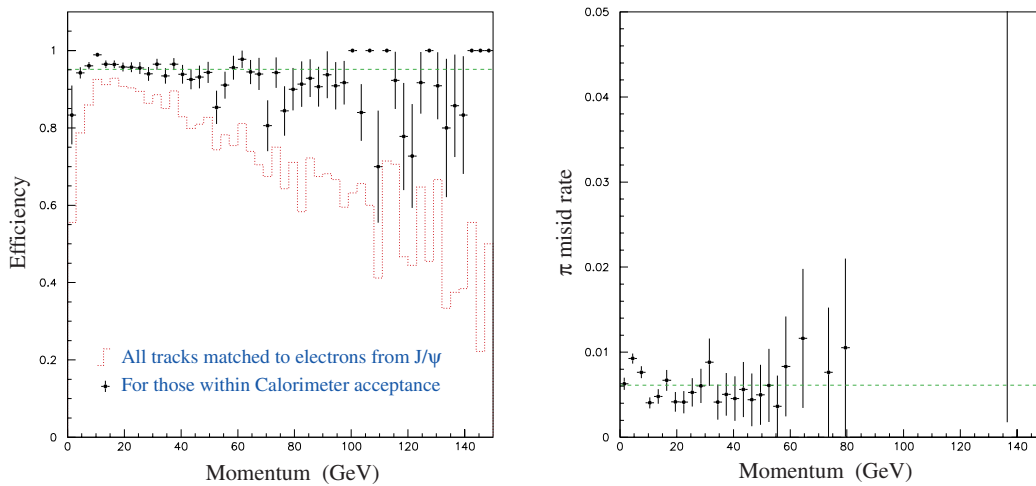 1
0.8
0.6
0.4
0.2
0
0 20 40 60 80 100 120 140
Efficiency
Momentum (GeV)
All tracks matched to electrons from J/ψ
For those within Calorimeter acceptance
0.05
0.04
0.03
0.02
0.01
0
0 20 40 60 80 100 120 140
π misid rate
Momentum (GeV)